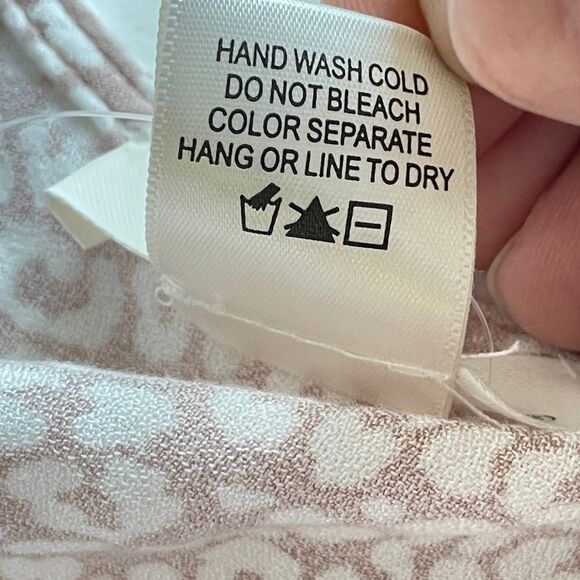 HAND WASH COLD
DO NOT BLEACH
COLOR SEPARATE
HANG OR LINE TO DRY